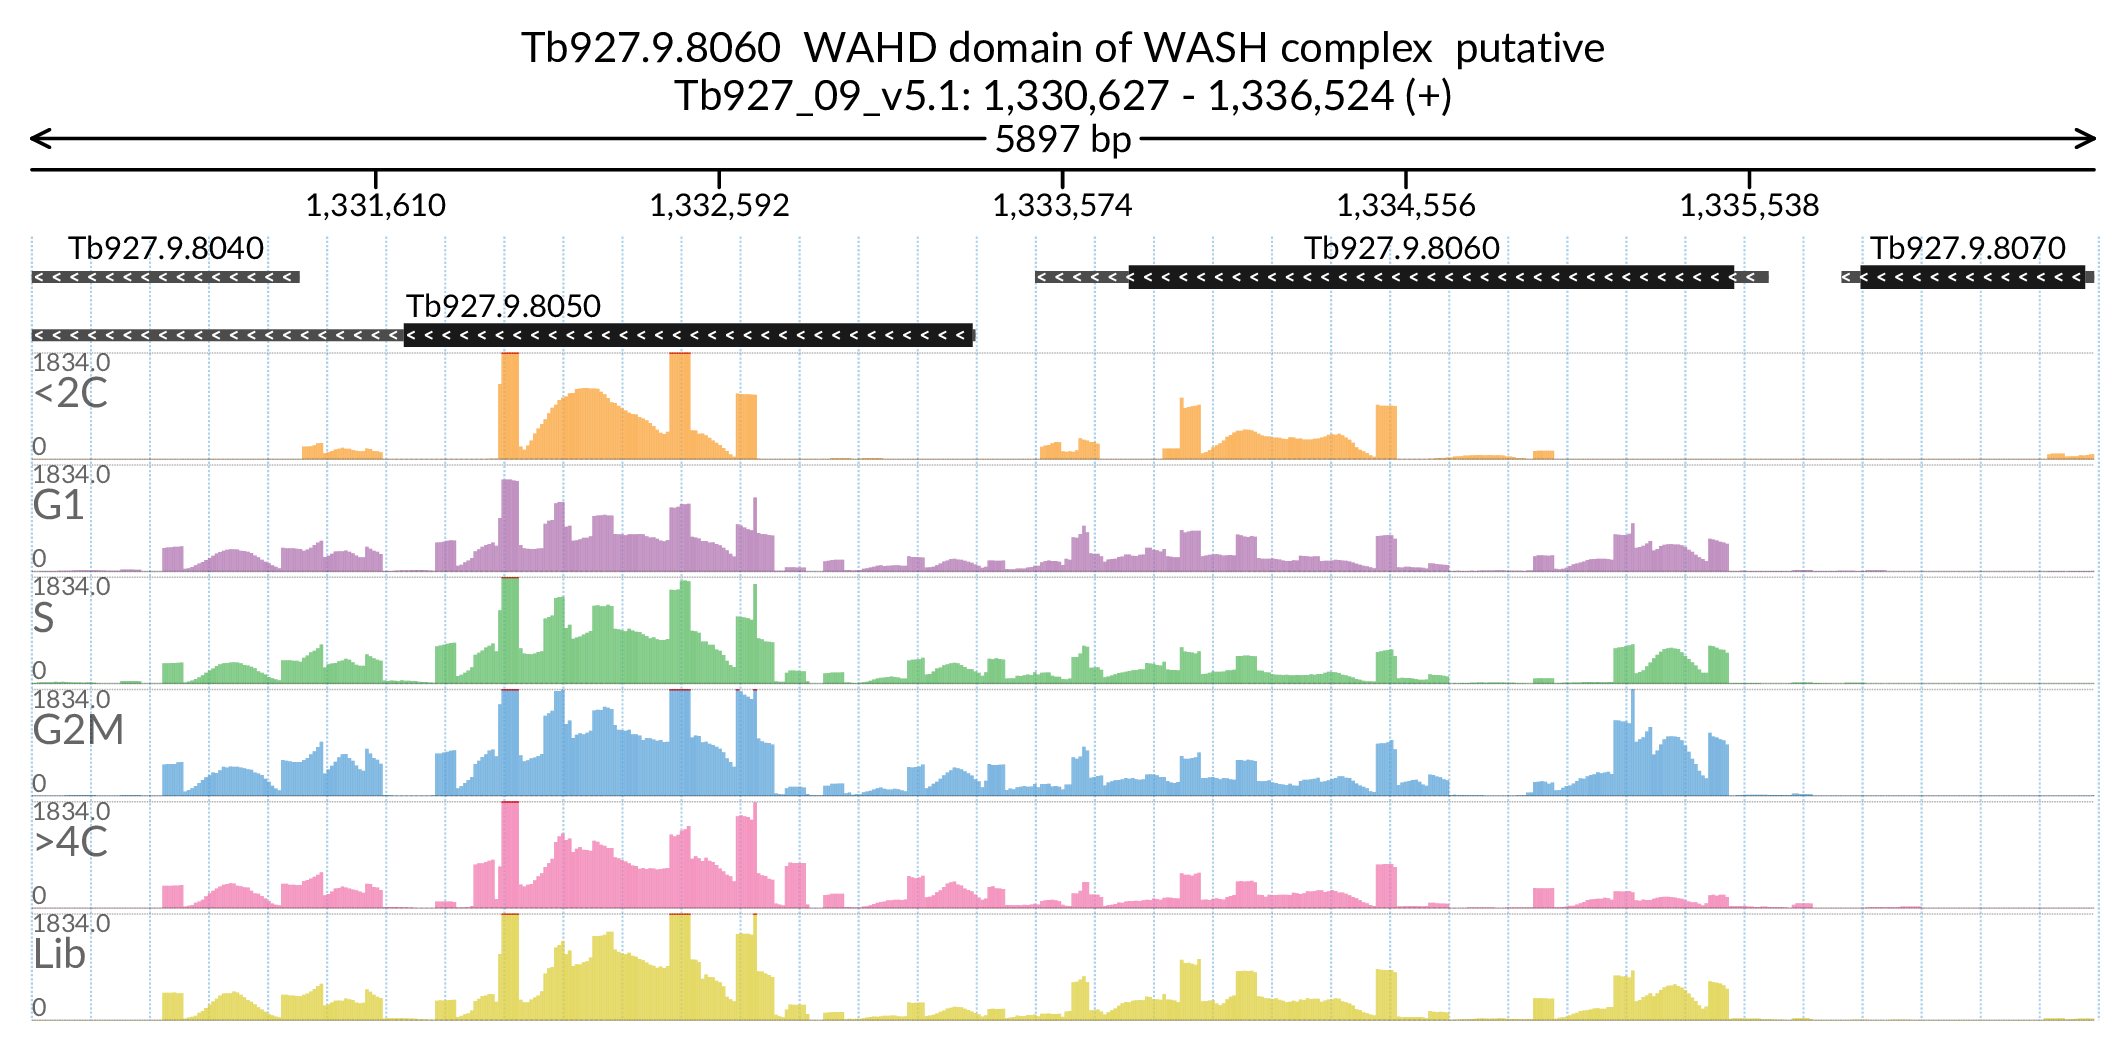 Tb927.9.8060  WAHD domain of WASH complex  putative
Tb927_09_v5.1: 1,330,627 - 1,336,524 (+)
5897 bp
1,331,610 1,332,592 1,333,574 1,334,556 1,335,538
Tb927.9.8040 Tb927.9.8060 Tb927.9.8070
Tb927.9.8050
1834.0
<2C
0
1834.0
G1
0
1834.0
S
0
1834.0
G2M
0
1834.0
>4C
0
1834.0
Lib
0